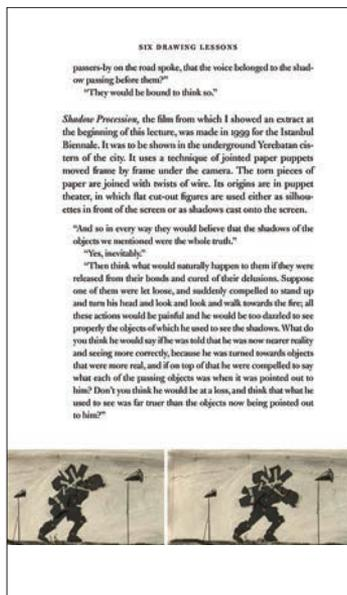 SIX DRAWING LESSONS
passers-by on the road spoke, that the voice belonged to the shad-
ow passing before them?”
“They would be bound to think so.”
Shadow Procession, the film from which I showed an extract at
the beginning of this lecture, was made in 1999 for the Istanbul
Biennale. It was to be shown in the underground Yerebatan cis-
tern of the city. It uses a technique of jointed paper puppets
moved frame by frame under the camera. The torn pieces of
paper are joined with twists of wire. Its origins are in puppet
theater, in which flat cut-out figures are used either as silhou-
ettes in front of the screen or as shadows cast onto the screen.
“And so in every way they would believe that the shadows of the
objects we mentioned were the whole truth.”
“Yes, inevitably.”
“Then think what would naturally happen to them if they were
released from their bonds and cured of their delusions. Suppose
one of them were let loose, and suddenly compelled to stand up
and turn his head and look and look and walk towards the fire; all
these actions would be painful and he would be too dazzled to see
properly the objects of which he used to see the shadows. What do
you think he would say if he was told that he was now nearer reality
and seeing more correctly, because he was turned towards objects
that were more real, and if on top of that he were compelled to say
what each of the passing objects was when it was pointed out to
him? Don’t you think he would be at a loss, and think that what he
used to see was far truer than the objects now being pointed out
to him?”